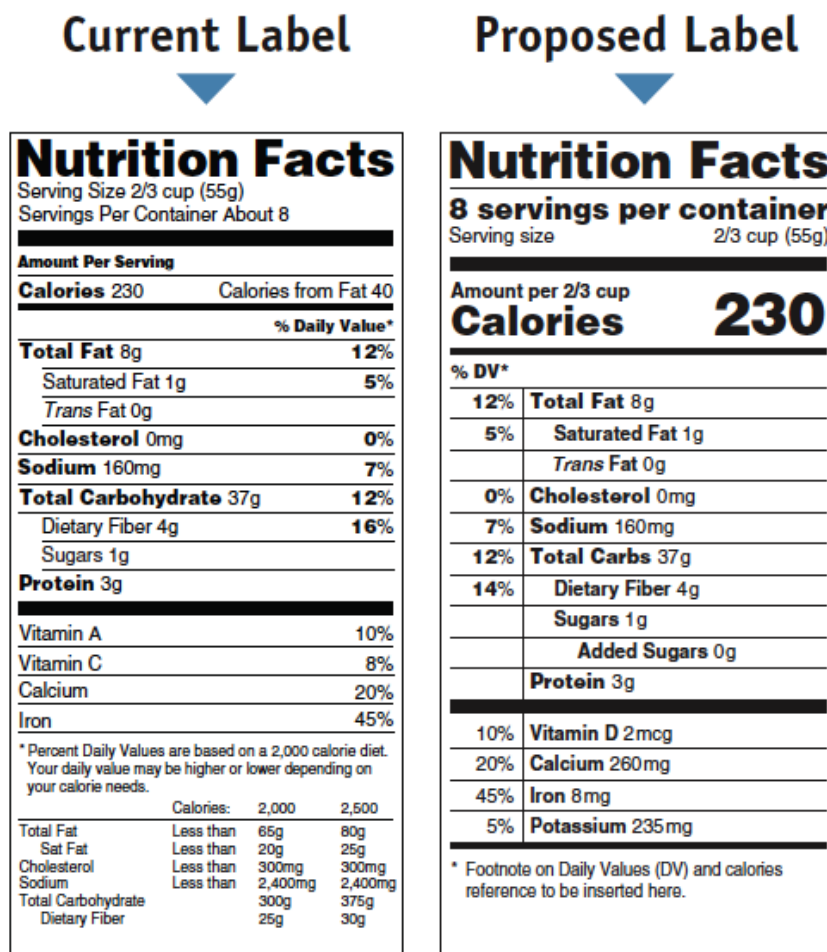 Current Label
Nutrition Facts
Serving Size 2/3 cup (55g)
Servings Per Container About 8
Amount Per Serving
Calories 230 Calories from Fat 40
% Daily Value*
Total Fat 8g 12%
Saturated Fat 1g 5%
Trans Fat 0g
Cholesterol 0mg 0%
Sodium 160mg 7%
Total Carbohydrate 37g 12%
Dietary Fiber 4g 16%
Sugars 1g
Protein 3g
Vitamin A 10%
Vitamin C 8%
Calcium 20%
Iron 45%
* Percent Daily Values are based on a 2,000 calorie diet.
Your daily value may be higher or lower depending on
your calorie needs.
Calories: 2,000 2,500
Total Fat Less than 65g 80g
Sat Fat Less than 20g 25g
Cholesterol Less than 300mg 300mg
Sodium Less than 2,400mg 2,400mg
Total Carbohydrate 300g 375g
Dietary Fiber 25g 30g
Proposed Label
Nutrition Facts
8 servings per container
Serving size 2/3 cup (55g)
Amount per 2/3 cup
Calories 230
% DV*
12% Total Fat 8g
5% Saturated Fat 1g
Trans Fat 0g
0% Cholesterol 0mg
7% Sodium 160mg
12% Total Carbs 37g
14% Dietary Fiber 4g
Sugars 1g
Added Sugars 0g
Protein 3g
10% Vitamin D 2mcg
20% Calcium 260mg
45% Iron 8mg
5% Potassium 235mg
* Footnote on Daily Values (DV) and calories
reference to be inserted here.